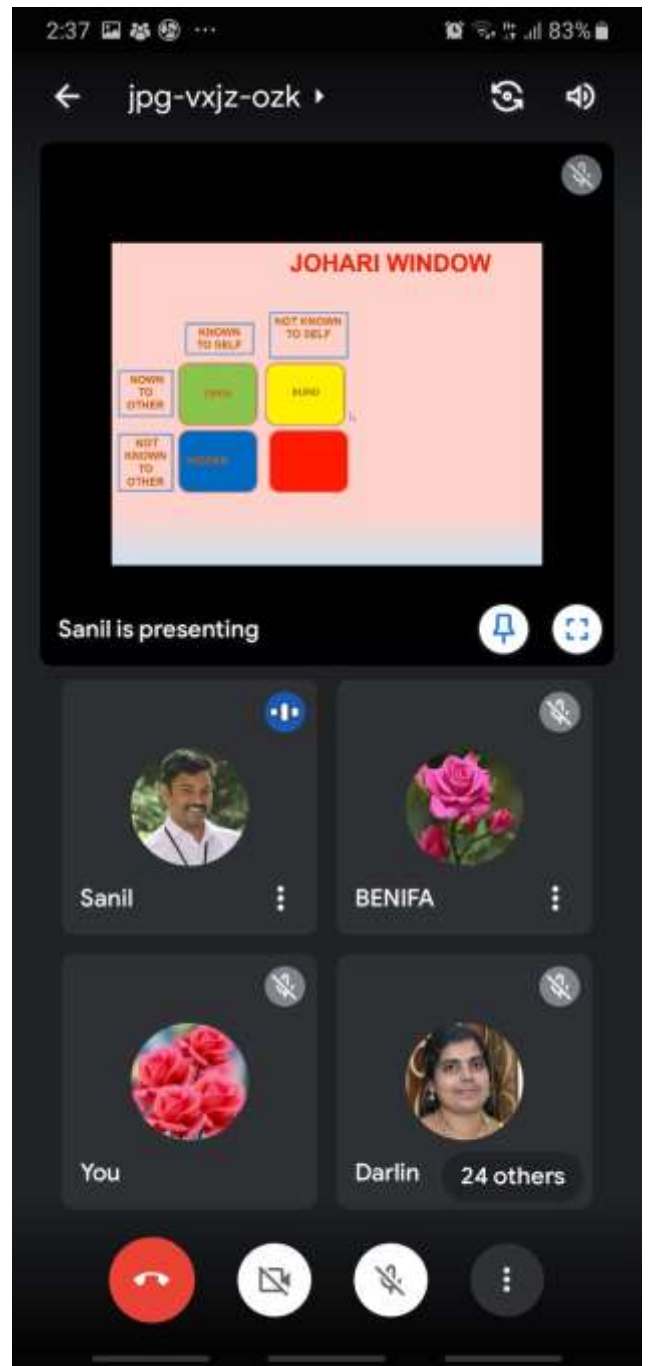 2:37
83%
jpg-vxjz-ozk
JOHARI WINDOW
KNOWN
TO SELF
NOT KNOWN
TO SELF
NOWN
TO
OTHER
OPEN
BLIND
NOT
KNOWN
TO
OTHER
HIDDEN
Sanil is presenting
Sanil
BENIFA
You
Darlin
24 others